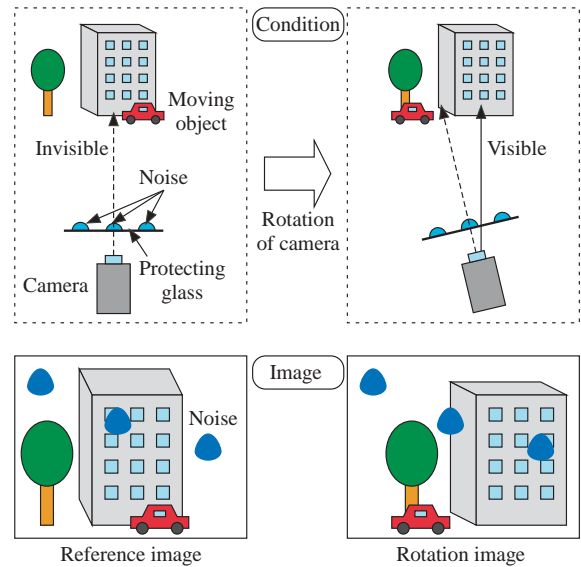 Condition
Moving
object
Invisible
Noise
Camera
Protecting
glass
Rotation
of camera
Visible
Image
Noise
Reference image
Rotation image